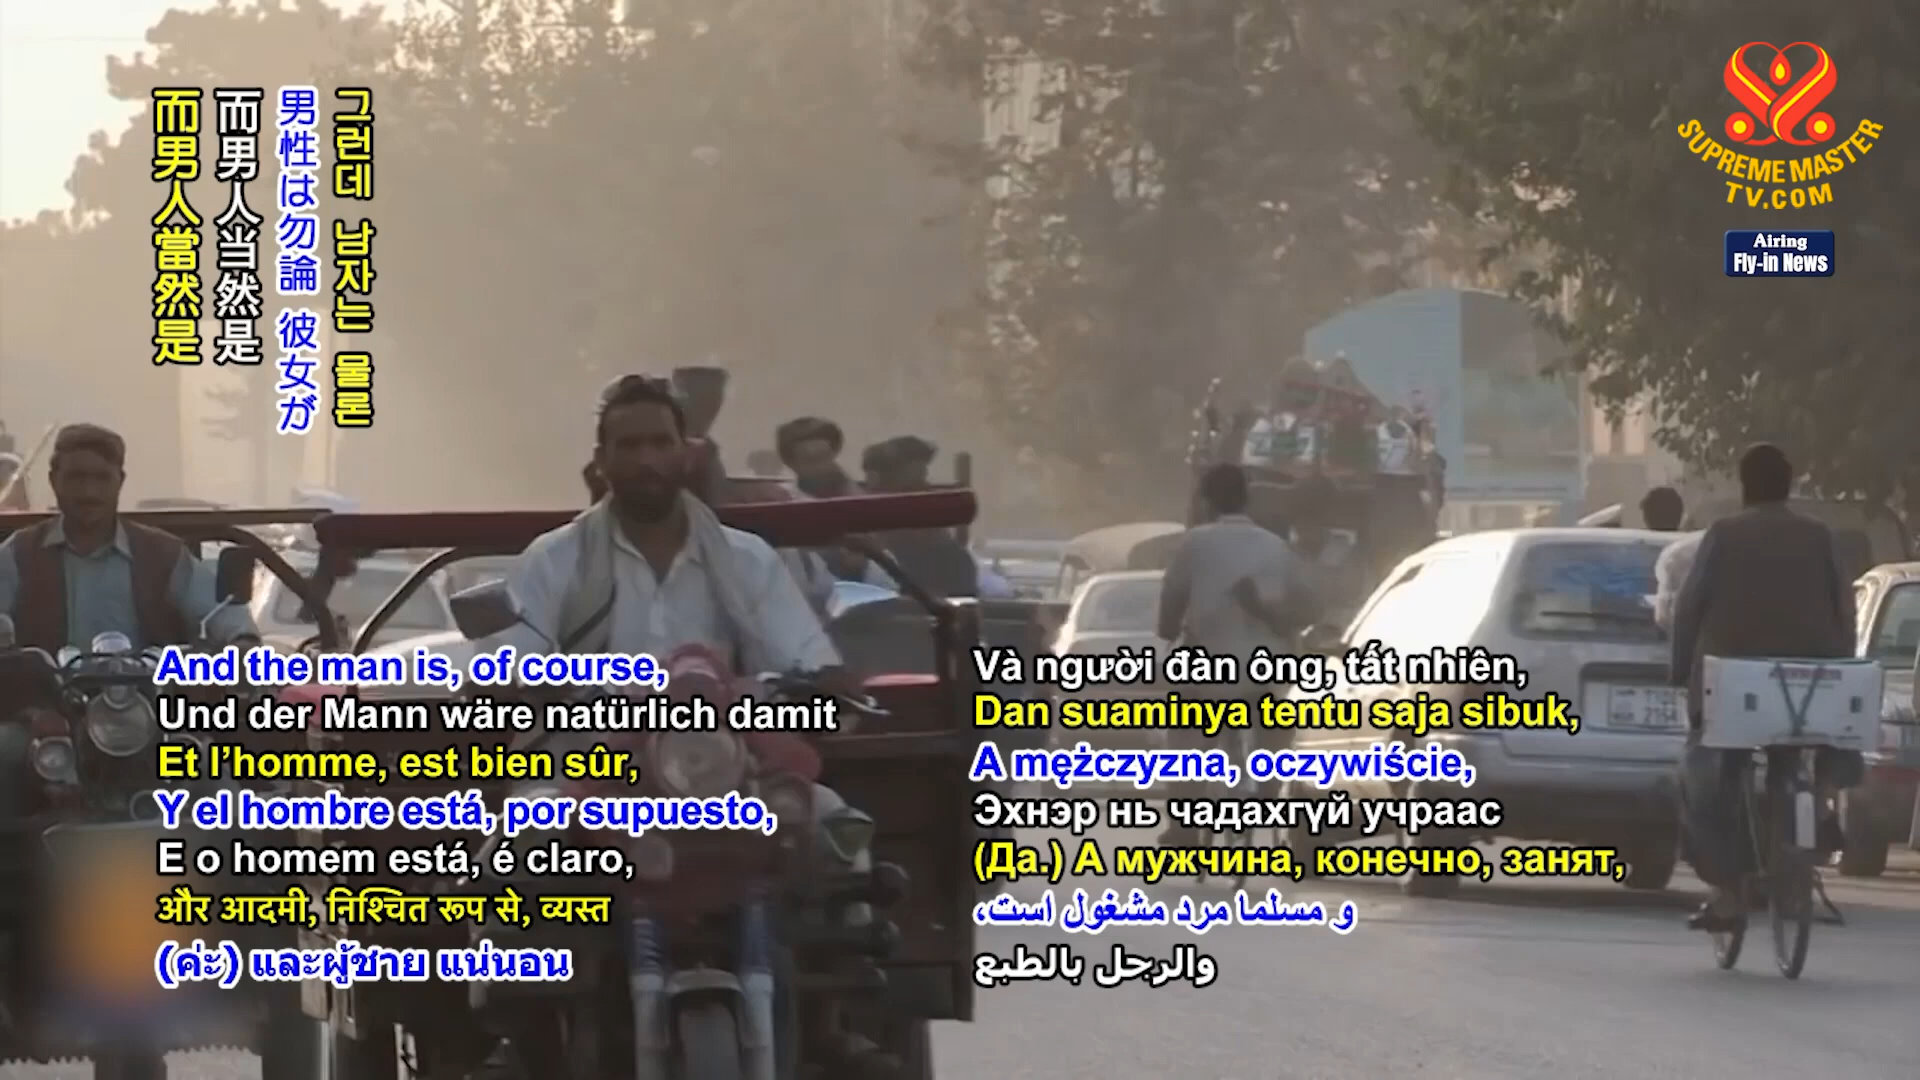 그런데 남자는 물론
男性は勿論 彼女が
而男人当然是
而男人當然是
SUPREME MASTER
TV.COM
Airing
Fly-in News
And the man is, of course,
Und der Mann wäre natürlich damit
Et l’homme, est bien sûr,
Y el hombre está, por supuesto,
E o homem está, é claro,
और आदमी, निश्चित रूप से, व्यस्त
(ค่ะ) และผู้ชาย แน่นอน
Và người đàn ông, tất nhiên,
Dan suaminya tentu saja sibuk,
A mężczyzna, oczywiście,
Эхнэр нь чадахгүй учраас
(Да.) А мужчина, конечно, занят,
و مسلما مرد مشغول است،
والرجل بالطبع